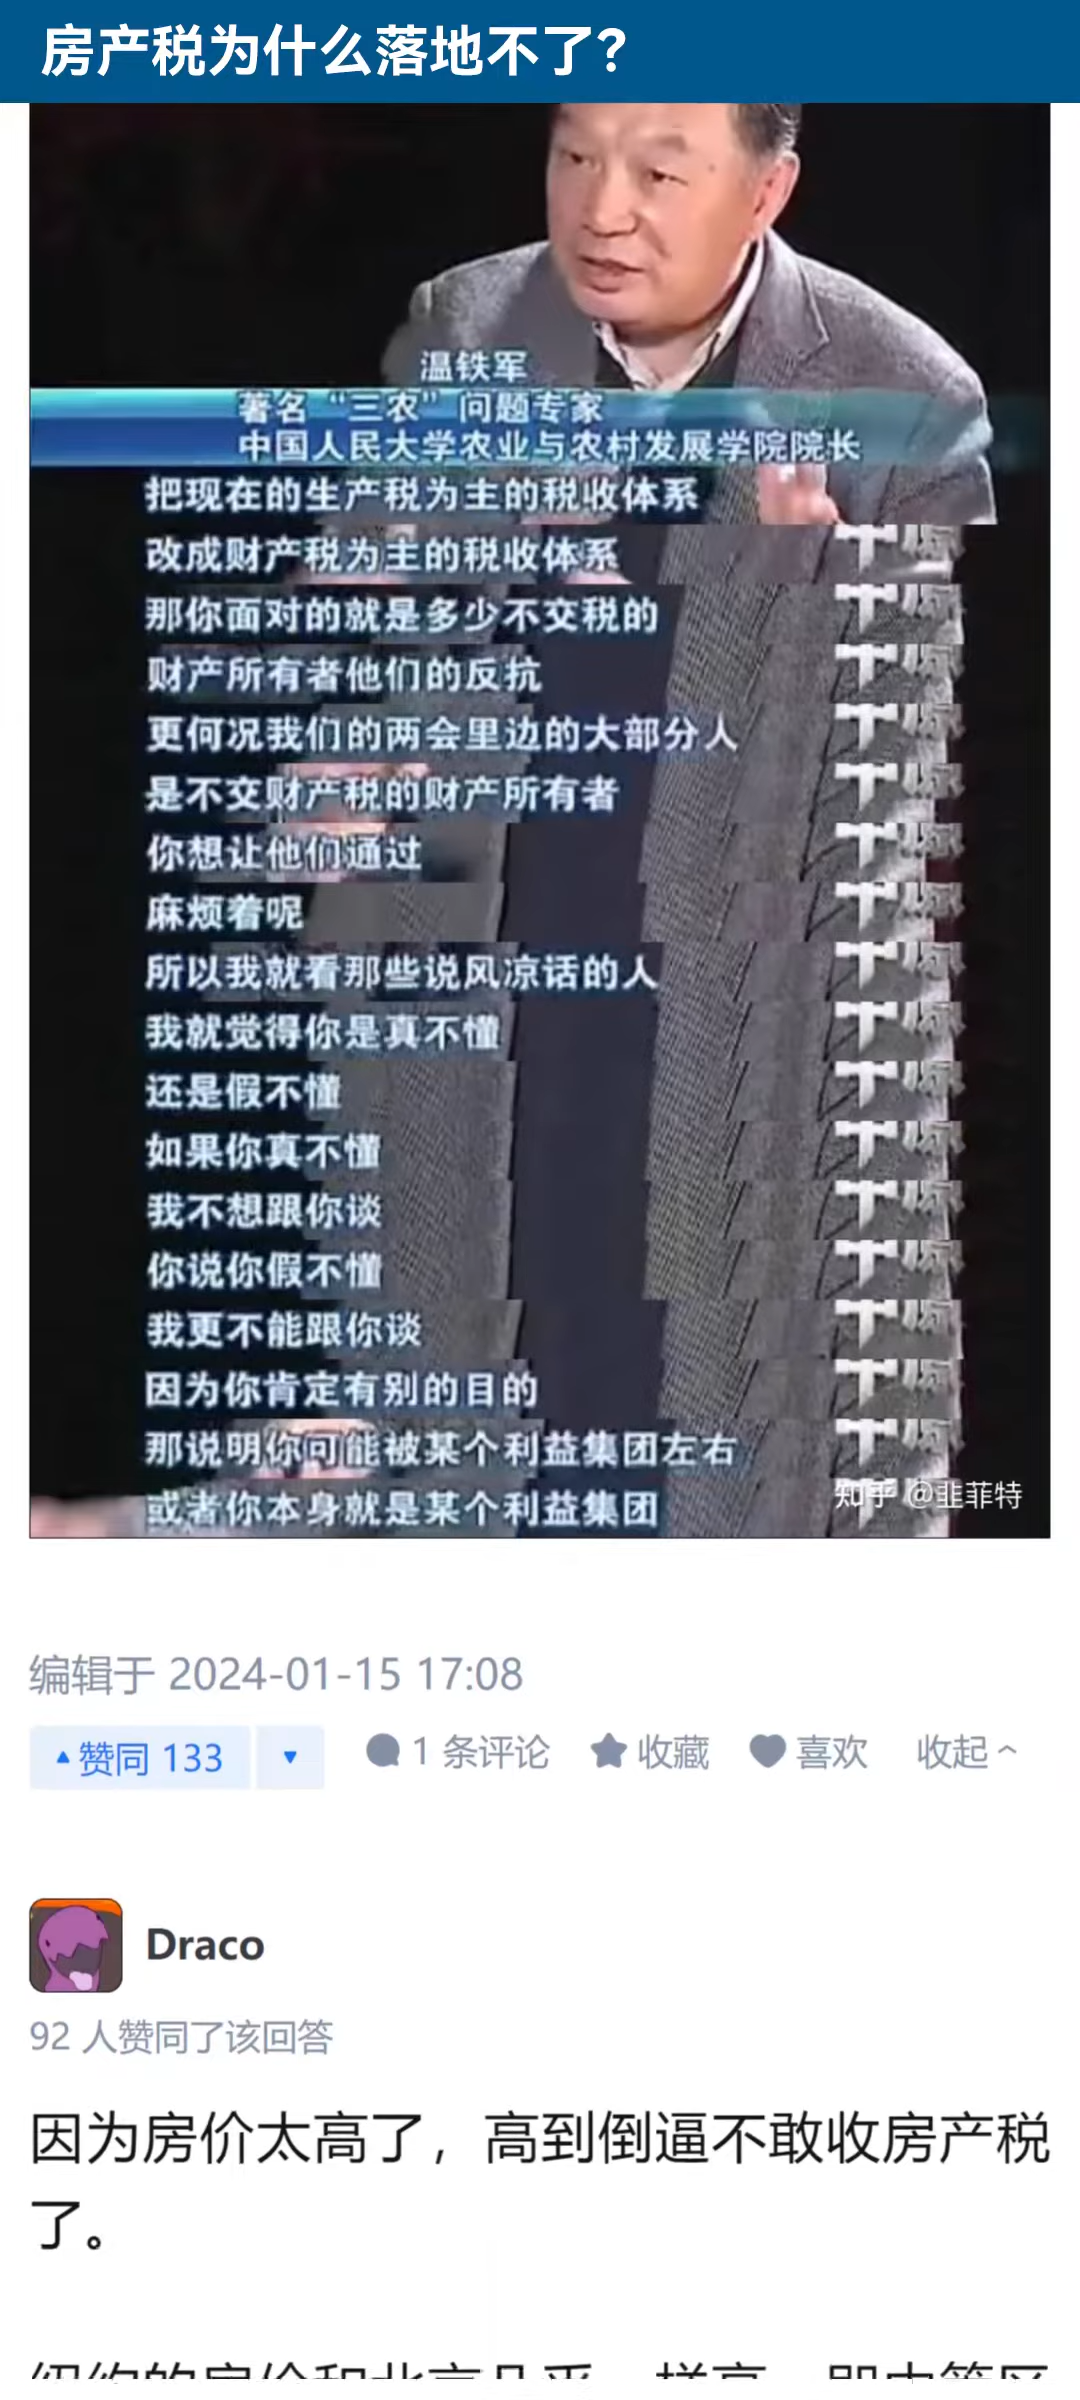 房产税为什么落地不了?
温铁军
著名“三农”问题专家
中国人民大学农业与农村发展学院院长
把现在的生产税为主的税收体系
改成财产税为主的税收体系
那你面对的就是多少不交税的
财产所有者他们的反抗
更何况我们的两会里边的大部分人
是不交财产税的财产所有者
你想让他们通过
麻烦着呢
所以我就看那些说风凉话的人
我就觉得你是真不懂
还是假不懂
如果你真不懂
我不想跟你谈
你说你假不懂
我更不能跟你谈
因为你肯定有别的目的
那说明你可能被某个利益集团左右
或者你本身就是某个利益集团
知乎 @韭菲特
编辑于 2024-01-15 17:08
赞同 133
1 条评论
收藏
喜欢
收起
Draco
92 人赞同了该回答
因为房价太高了，高到倒逼不敢收房产税
了。